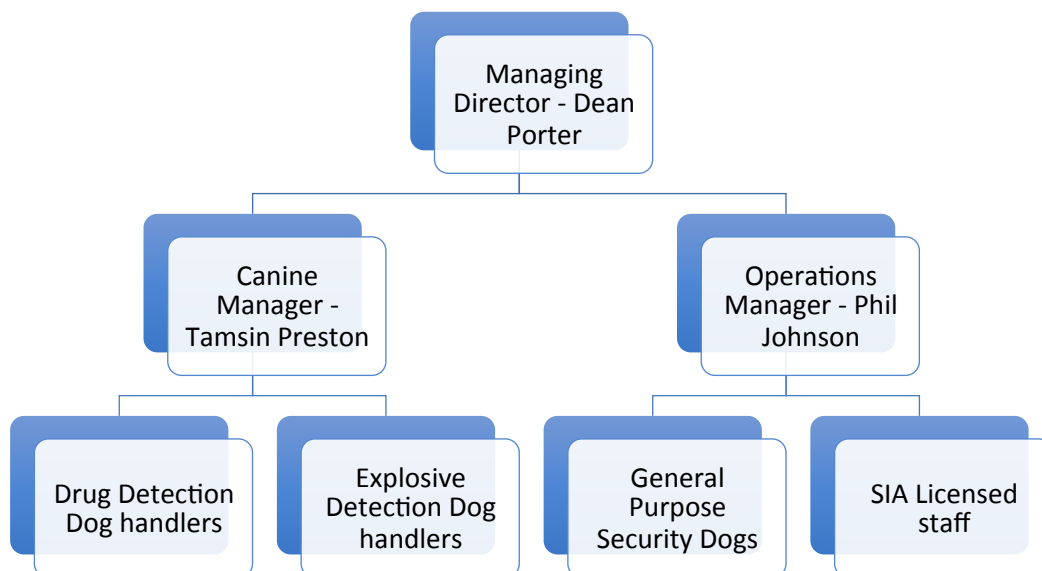 Managing
Director - Dean
Porter
Canine
Manager -
Tamsin Preston
Operations
Manager - Phil
Johnson
Drug Detection
Dog handlers
Explosive
Detection Dog
handlers
General
Purpose
Security Dogs
SIA Licensed
staff